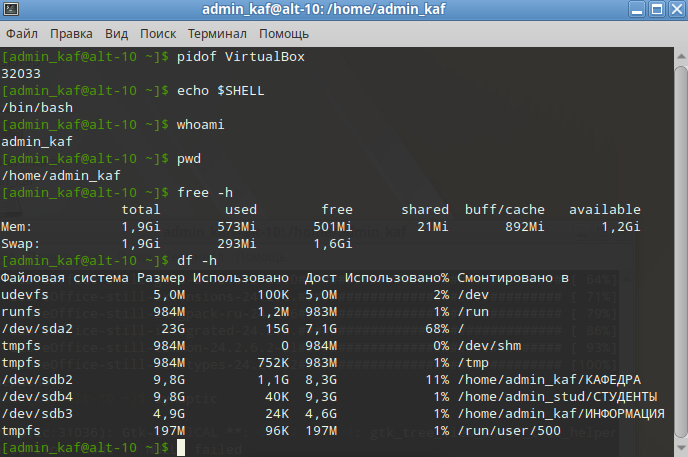 admin_kaf@alt-10: /home/admin_kaf
Файл Правка Вид Поиск Терминал Помощь
[admin_kaf@alt-10 ~]$ pidof VirtualBox
32033
[admin_kaf@alt-10 ~]$ echo $SHELL
/bin/bash
[admin_kaf@alt-10 ~]$ whoami
admin_kaf
[admin_kaf@alt-10 ~]$ pwd
/home/admin_kaf
[admin_kaf@alt-10 ~]$ free -h
total used free shared buff/cache available
Mem: 1,9Gi 573Mi 501Mi 21Mi 892Mi 1,2Gi
Swap: 1,9Gi 293Mi 1,6Gi
[admin_kaf@alt-10 ~]$ df -h
Файловая система Размер Использовано Дост Использовано% Смонтировано в
udevfs 5,0M 100K 5,0M 2% /dev
runfs 984M 1,2M 983M 1% /run
/dev/sda2 23G 15G 7,1G 68% /
tmpfs 984M 0 984M 0% /dev/shm
tmpfs 984M 752K 983M 1% /tmp
/dev/sdb2 9,8G 1,1G 8,3G 11% /home/admin_kaf/КАФЕДРА
/dev/sdb4 9,8G 40K 9,3G 1% /home/admin_stud/СТУДЕНТЫ
/dev/sdb3 4,9G 24K 4,6G 1% /home/admin_kaf/ИНФОРМАЦИЯ
tmpfs 197M 96K 197M 1% /run/user/500
[admin_kaf@alt-10 ~]$